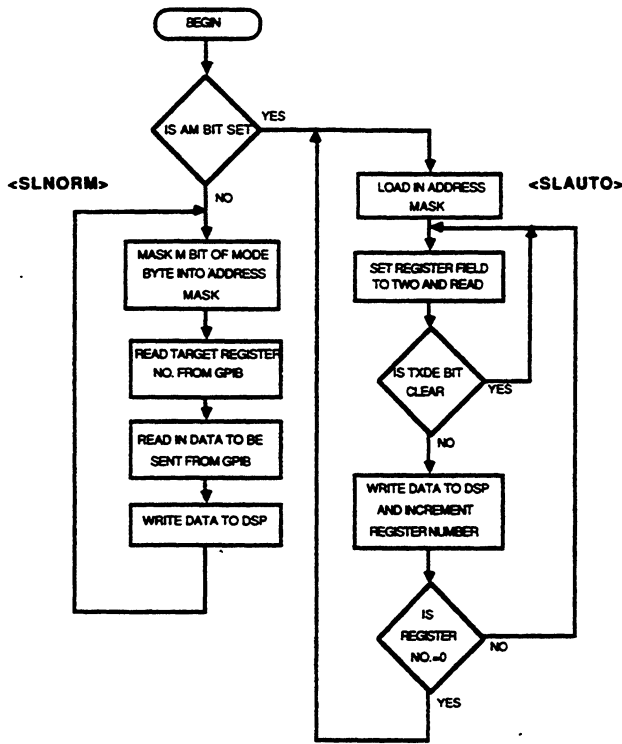 BEGIN
IS AM BIT SET
YES
<SLNORM>
NO
MASK M BIT OF MODE
BYTE INTO ADDRESS
MASK
READ TARGET REGISTER
NO. FROM GPIB
READ IN DATA TO BE
SENT FROM GPIB
WRITE DATA TO DSP
<SLAUTO>
LOAD IN ADDRESS
MASK
SET REGISTER FIELD
TO TWO AND READ
IS TXDE BIT
CLEAR
YES
NO
WRITE DATA TO DSP
AND INCREMENT
REGISTER NUMBER
IS
REGISTER
NO.=0
NO
YES